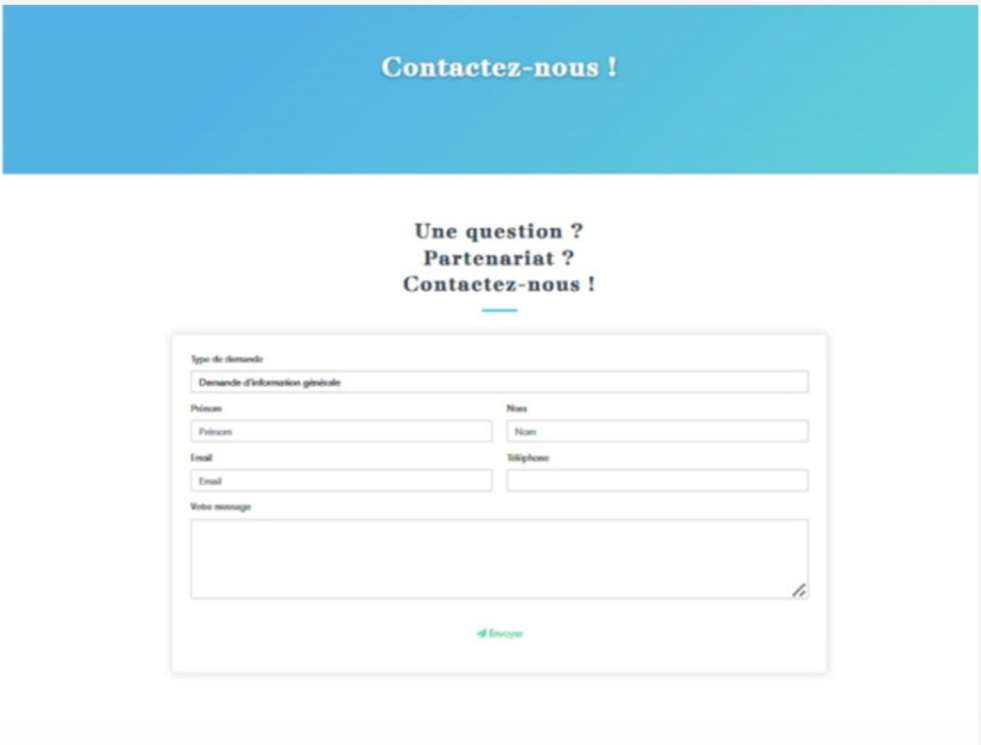 Contactez-nous !
Une question ?
Partenariat ?
Contactez-nous !
Type de demande
Demande d'information générale
Prénom
Nom
Prénom
Nom
Email
Téléphone
Email
Votre message
Envoyer